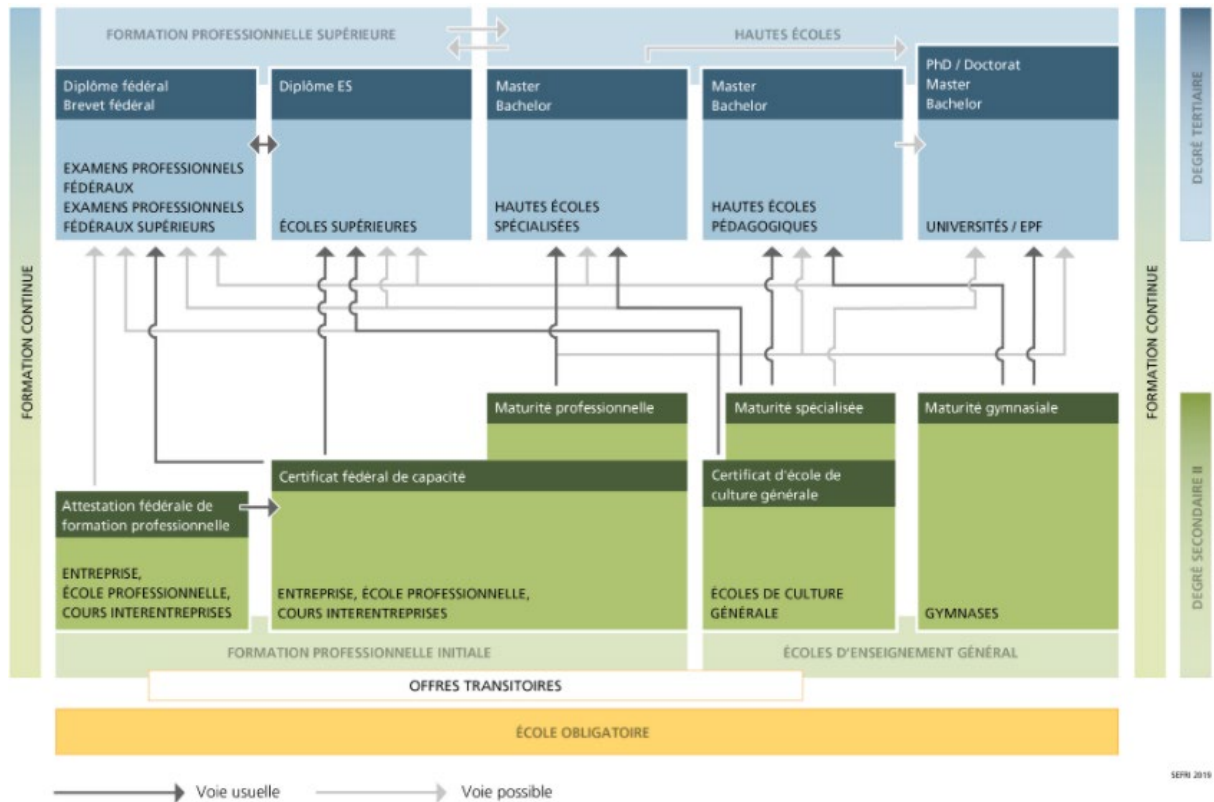 FORMATION PROFESSIONNELLE SUPÉRIEURE
HAUTES ÉCOLES
Diplôme fédéral
Brevet fédéral
EXAMENS PROFESSIONNELS
FÉDÉRAUX
EXAMENS PROFESSIONNELS
FÉDÉRAUX SUPÉRIEURS
Diplôme ES
ÉCOLES SUPÉRIEURES
Master
Bachelor
HAUTES ÉCOLES
SPÉCIALISÉES
Master
Bachelor
HAUTES ÉCOLES
PÉDAGOGIQUES
PhD / Doctorat
Master
Bachelor
UNIVERSITÉS / EPF
DEGRÉ TERTIAIRE
FORMATION CONTINUE
FORMATION CONTINUE
Maturité professionnelle
Maturité spécialisée
Maturité gymnasiale
Certificat fédéral de capacité
Certificat d'école de
culture générale
Attestation fédérale de
formation professionnelle
ENTREPRISE,
ÉCOLE PROFESSIONNELLE,
COURS INTERENTREPRISES
ENTREPRISE, ÉCOLE PROFESSIONNELLE,
COURS INTERENTREPRISES
ÉCOLES DE CULTURE
GÉNÉRALE
GYMNASES
DEGRÉ SECONDAIRE II
FORMATION PROFESSIONNELLE INITIALE
ÉCOLES D'ENSEIGNEMENT GÉNÉRAL
OFFRES TRANSITOIRES
ÉCOLE OBLIGATOIRE
SEFRI 2019
Voie usuelle
Voie possible